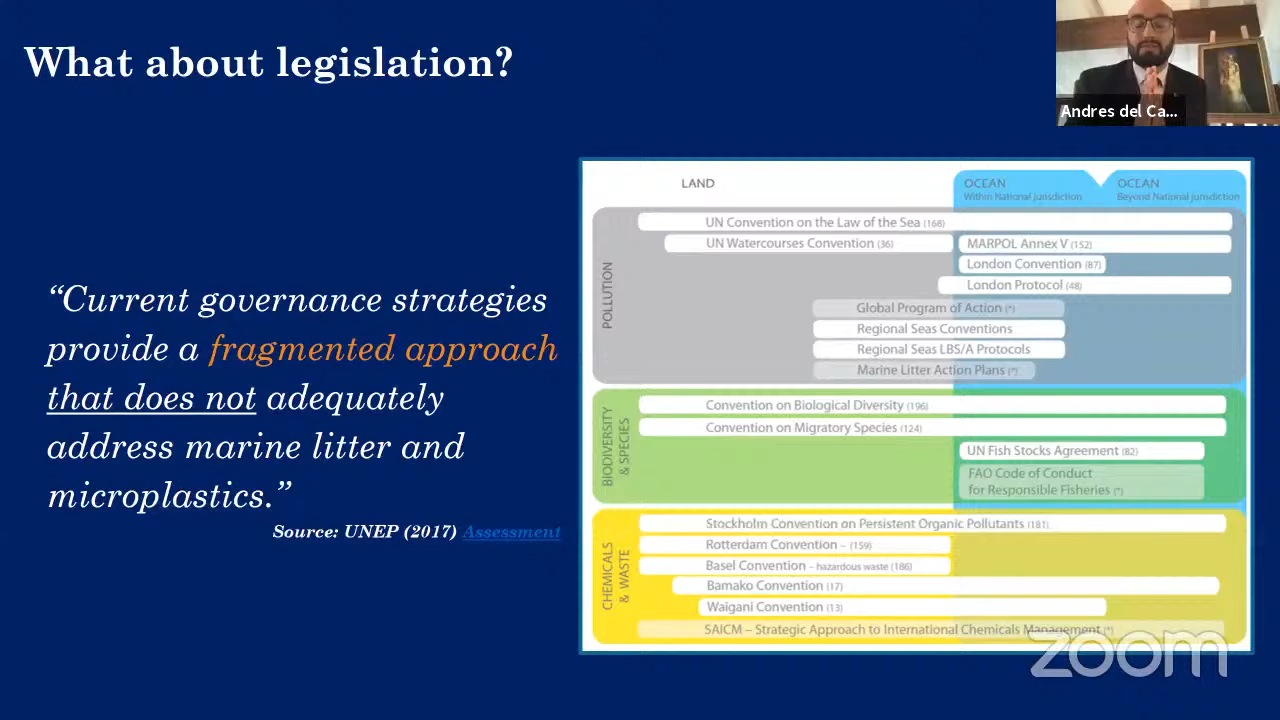 What about legislation?
Andres del Ca...
“Current governance strategies
provide a fragmented approach
that does not adequately
address marine litter and
microplastics.”
Source: UNEP (2017) Assessment
LAND
OCEAN
Within National Jurisdiction
OCEAN
Beyond National Jurisdiction
POLLUTION
UN Convention on the Law of the Sea (168)
UN Watercourses Convention (36)
MARPOL Annex V (152)
London Convention (87)
London Protocol (48)
Global Program of Action (*)
Regional Seas Conventions
Regional Seas LBS/A Protocols
Marine Litter Action Plans (*)
BIODIVERSITY
& SPECIES
Convention on Biological Diversity (196)
Convention on Migratory Species (124)
UN Fish Stocks Agreement (82)
FAO Code of Conduct
for Responsible Fisheries (*)
CHEMICALS
& WASTE
Stockholm Convention on Persistent Organic Pollutants (181)
Rotterdam Convention – (159)
Basel Convention – hazardous waste (186)
Bamako Convention (17)
Waigani Convention (13)
SAICM – Strategic Approach to International Chemicals Management (*)
zoom